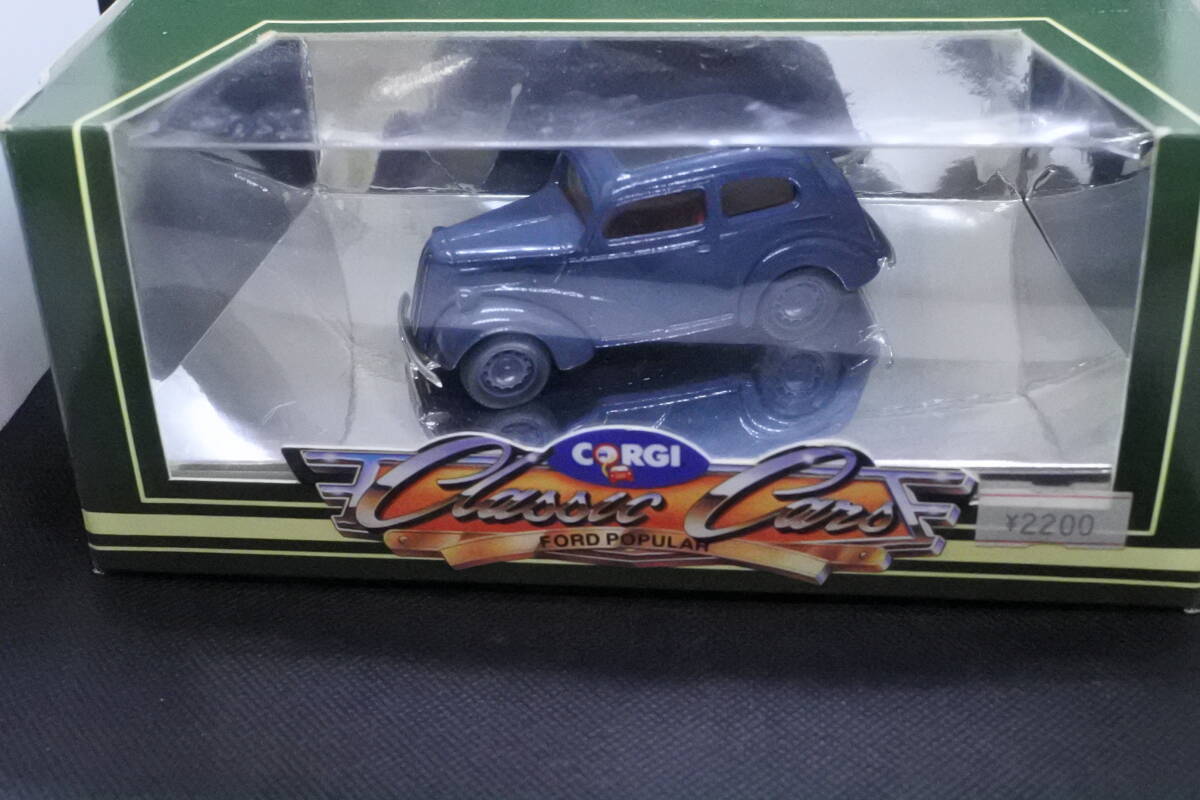 CORGI
Classic Cars
FORD POPULAR
¥2200